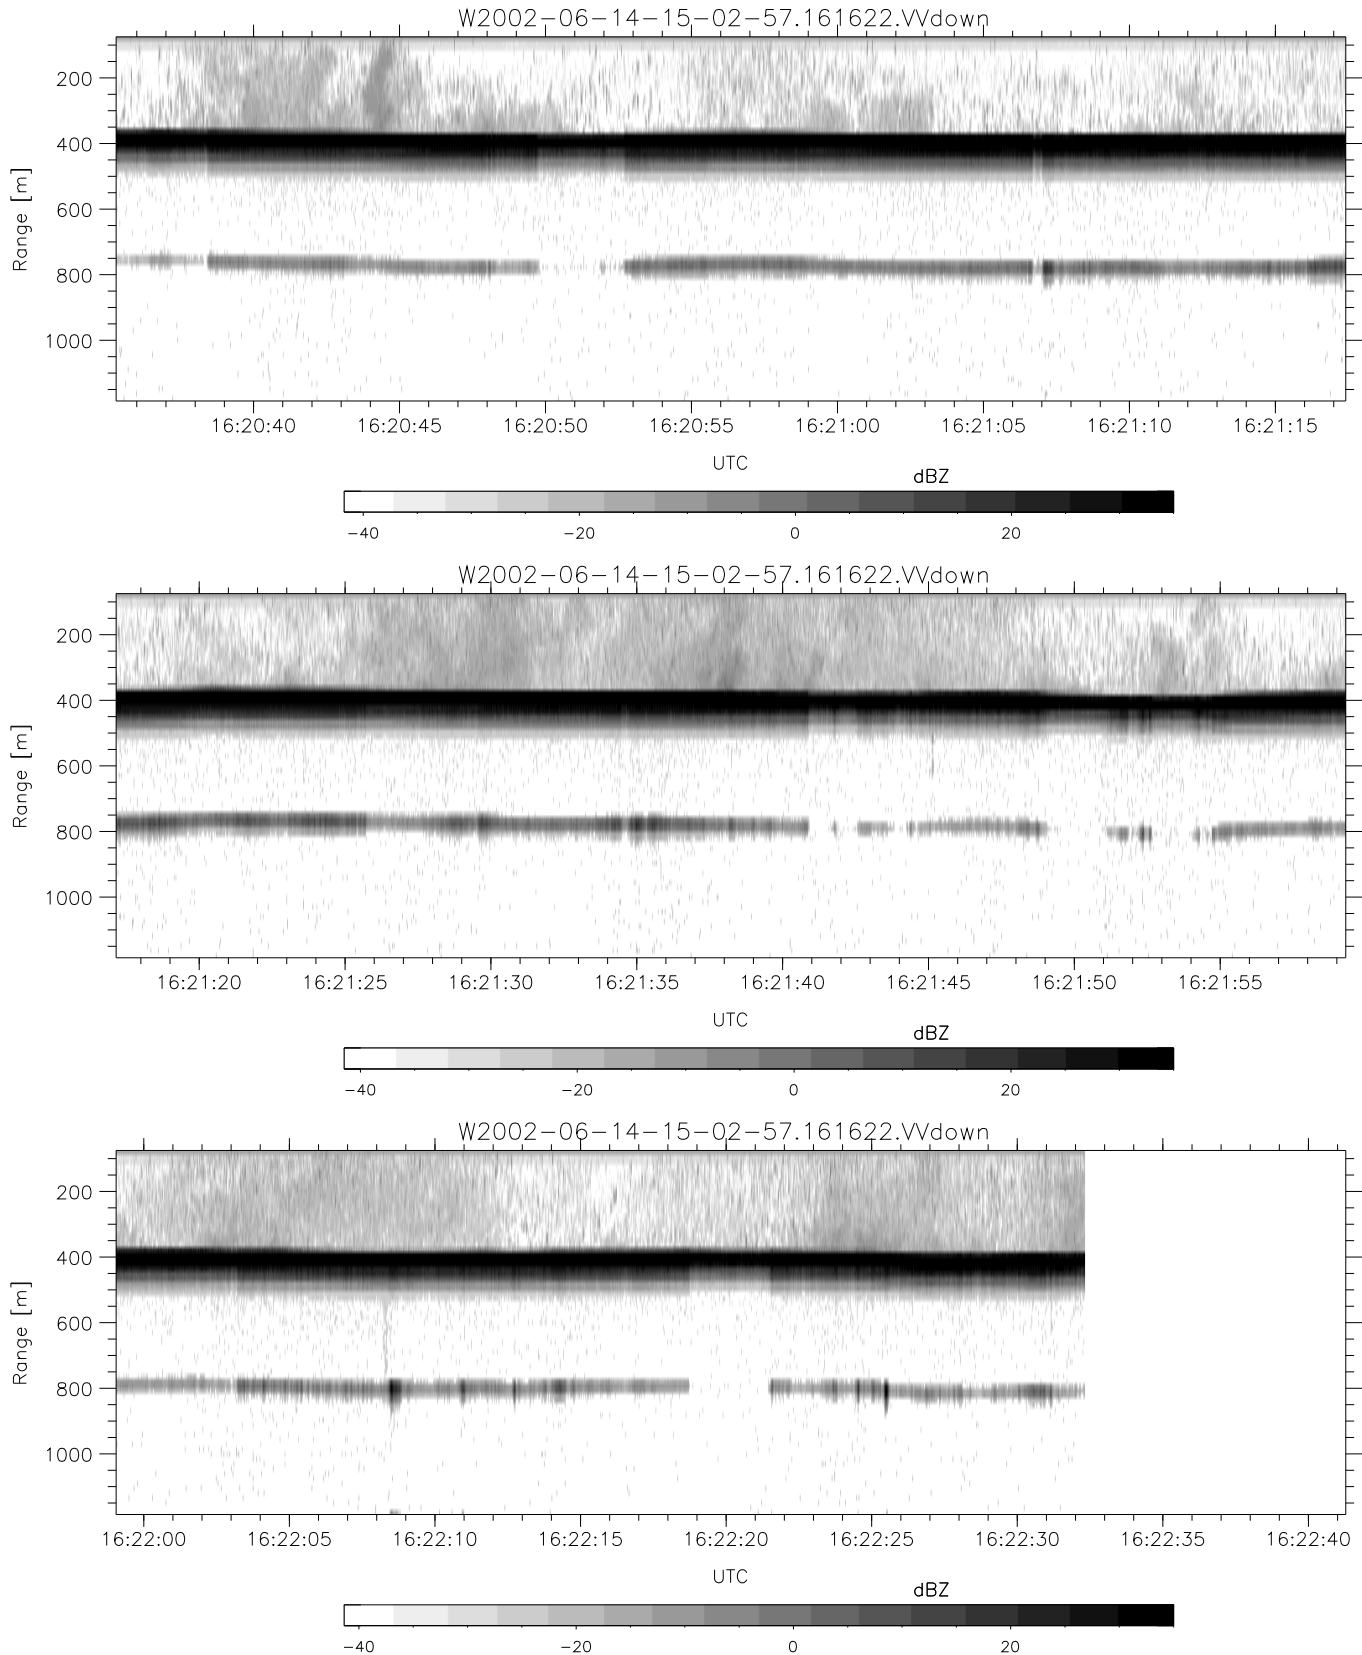 W2002-06-14-15-02-57.161622.VVdown
200
400
600
800
1000
Range [m]
16:20:40 16:20:45 16:20:50 16:20:55 16:21:00 16:21:05 16:21:10 16:21:15
UTC
dBZ
-40 -20 0 20
W2002-06-14-15-02-57.161622.VVdown
200
400
600
800
1000
Range [m]
16:21:20 16:21:25 16:21:30 16:21:35 16:21:40 16:21:45 16:21:50 16:21:55
UTC
dBZ
-40 -20 0 20
W2002-06-14-15-02-57.161622.VVdown
200
400
600
800
1000
Range [m]
16:22:00 16:22:05 16:22:10 16:22:15 16:22:20 16:22:25 16:22:30 16:22:35 16:22:40
UTC
dBZ
-40 -20 0 20